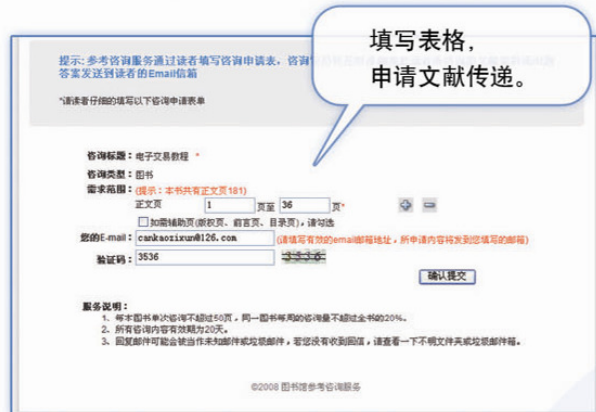 填写表格，
申请文献传递。
提示: 参考咨询服务通过读者填写咨询申请表，咨询
答案发送到读者的Email信箱
*请读者仔细的填写以下咨询申请表单
咨询标题： 电子交易教程 *
咨询类型： 图书
需求范围： (提示：本书共有正文页181)
正文页 1 页至 36 页*
如需辅助页(版权页、前言页、目录页)，请勾选
您的E-mail： cankaozixun@126.com (请填写有效的email邮箱地址，所申请内容将发到您填写的邮箱)
验证码： 3536 3536
确认提交
服务说明：
1、每本图书单次咨询不超过50页，同一图书每周的咨询量不超过全书的20%。
2、所有咨询内容有效期为20天。
3、回复邮件可能会被当作未知邮件或垃圾邮件，若您没有收到回信，请查看一下不明文件夹或垃圾邮件箱。
©2008 图书馆参考咨询服务